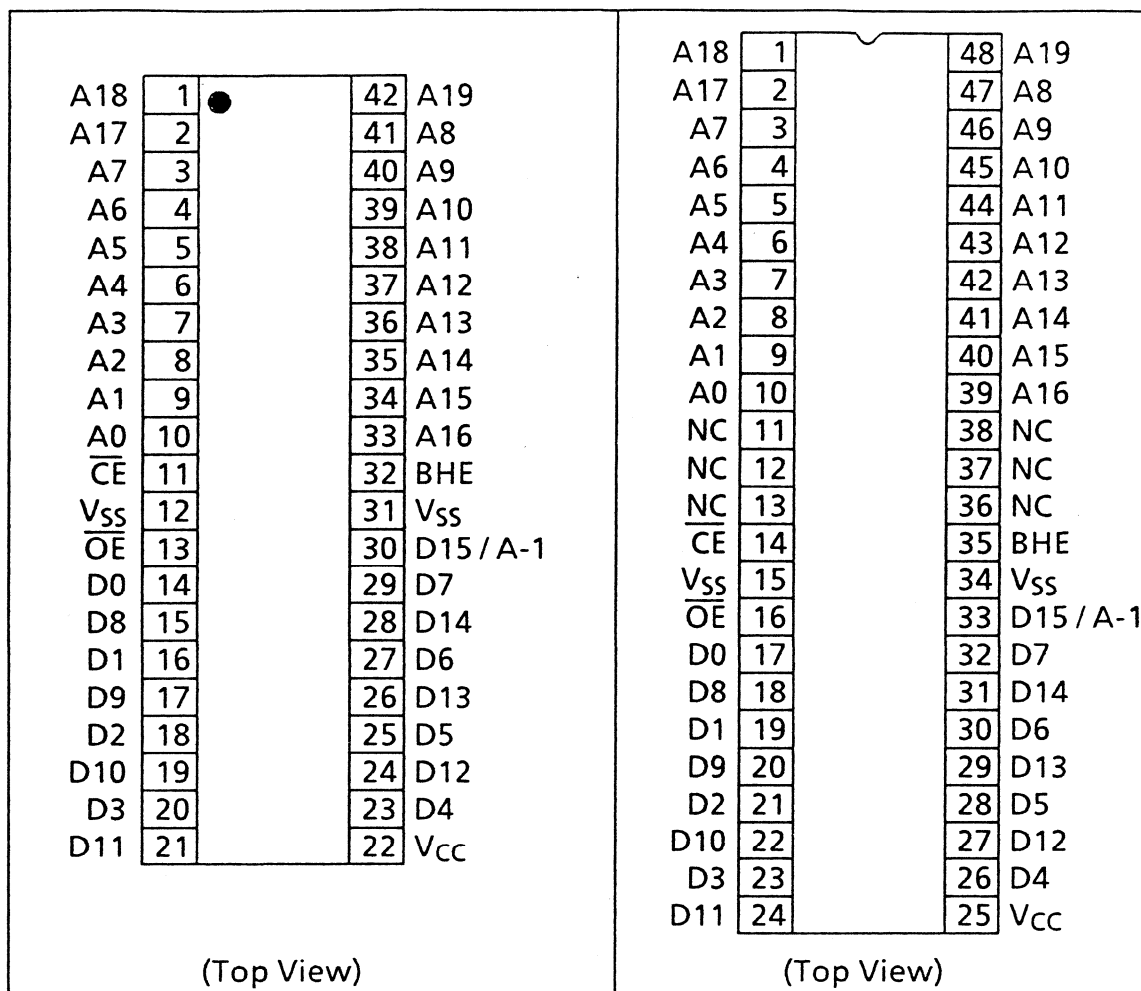 A18 1 42 A19
A17 2 41 A8
A7 3 40 A9
A6 4 39 A10
A5 5 38 A11
A4 6 37 A12
A3 7 36 A13
A2 8 35 A14
A1 9 34 A15
A0 10 33 A16
C̅E̅ 11 32 BHE
VSS 12 31 VSS
O̅E̅ 13 30 D15 / A-1
D0 14 29 D7
D8 15 28 D14
D1 16 27 D6
D9 17 26 D13
D2 18 25 D5
D10 19 24 D12
D3 20 23 D4
D11 21 22 VCC
(Top View)
A18 1 48 A19
A17 2 47 A8
A7 3 46 A9
A6 4 45 A10
A5 5 44 A11
A4 6 43 A12
A3 7 42 A13
A2 8 41 A14
A1 9 40 A15
A0 10 39 A16
NC 11 38 NC
NC 12 37 NC
NC 13 36 NC
C̅E̅ 14 35 BHE
VSS 15 34 VSS
O̅E̅ 16 33 D15 / A-1
D0 17 32 D7
D8 18 31 D14
D1 19 30 D6
D9 20 29 D13
D2 21 28 D5
D10 22 27 D12
D3 23 26 D4
D11 24 25 VCC
(Top View)